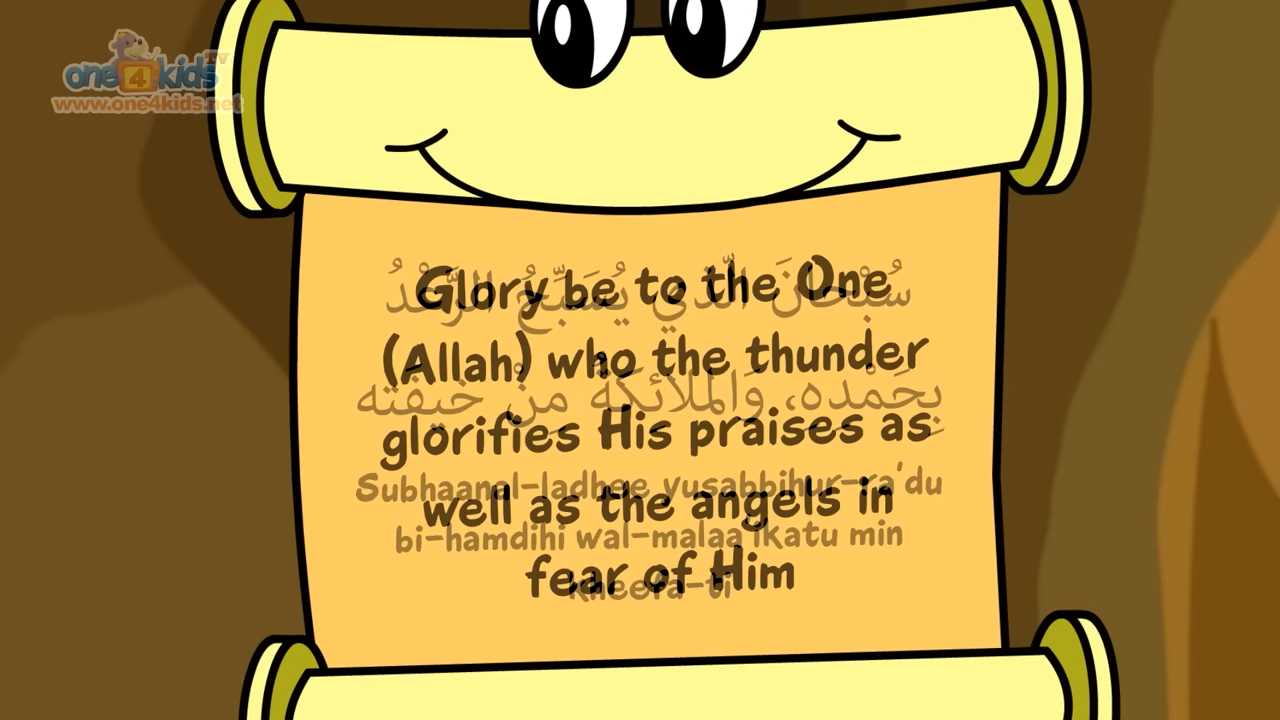 one4kids TV
www.one4kids.net
Glory be to the One
(Allah) who the thunder
glorifies His praises as
well as the angels in
fear of Him
سُبْحَانَ الَّذِي يُسَبِّحُ الرَّعْدُ
بِحَمْدِهِ، وَالْمَلَائِكَةُ مِنْ خِيفَتِه
Subhaanal-ladhee yusabbihur-ra'du
bi-hamdihi wal-malaa'ikatu min